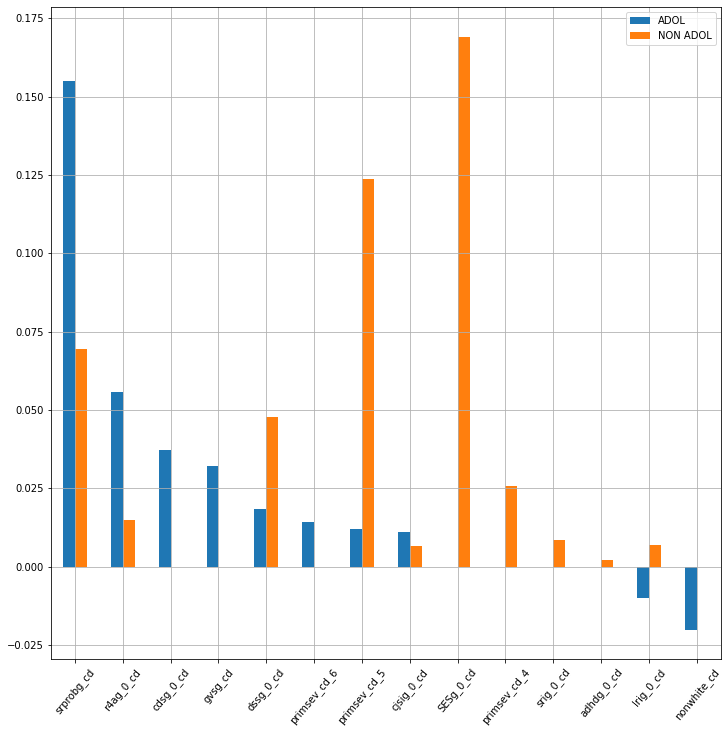 0.175
0.150
0.125
0.100
0.075
0.050
0.025
0.000
−0.025
ADOL
NON ADOL
srprobg_cd
r4ag_0_cd
cdsg_0_cd
gvsg_cd
dssg_0_cd
primsev_cd_6
primsev_cd_5
cjsig_0_cd
SESg_0_cd
primsev_cd_4
srig_0_cd
adhdg_0_cd
lrig_0_cd
nonwhite_cd